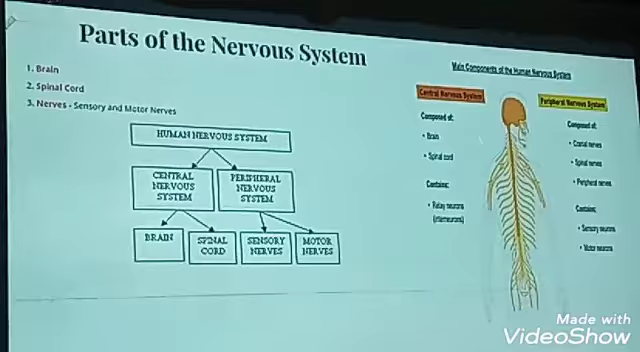 Parts of the Nervous System
1. Brain
2. Spinal Cord
3. Nerves - Sensory and Motor Nerves
HUMAN NERVOUS SYSTEM
CENTRAL
NERVOUS
SYSTEM
PERIPHERAL
NERVOUS
SYSTEM
BRAIN
SPINAL
CORD
SENSORY
NERVES
MOTOR
NERVES
Main Components of the Human Nervous System
Central Nervous System
Composed of:
• Brain
• Spinal cord
Contains:
• Relay neurons
(interneurons)
Peripheral Nervous System
Composed of:
• Cranial nerves
• Spinal nerves
• Peripheral nerves
Contains:
• Sensory neurons
• Motor neurons
Made with
VideoShow